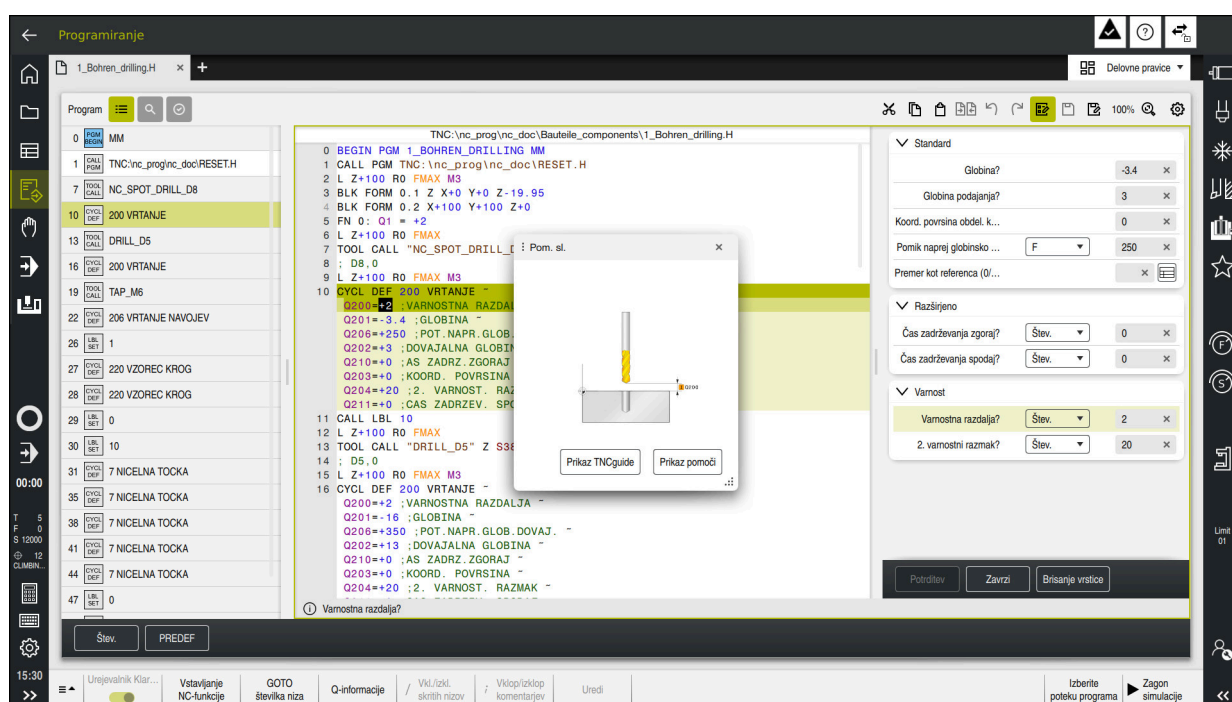 Programiranje
1_Bohren_drilling.H × +
Delovne pravice
Program
100%
0 PGM BEGIN MM
1 CALL PGM TNC:\nc_prog\nc_doc\RESET.H
7 TOOL CALL NC_SPOT_DRILL_D8
10 CYCL DEF 200 VRTANJE
13 TOOL CALL DRILL_D5
16 CYCL DEF 200 VRTANJE
19 TOOL CALL TAP_M6
22 CYCL DEF 206 VRTANJE NAVOJEV
26 LBL SET 1
27 CYCL DEF 220 VZOREC KROG
28 CYCL DEF 220 VZOREC KROG
29 LBL SET 0
30 LBL SET 10
31 CYCL DEF 7 NICELNA TOCKA
35 CYCL DEF 7 NICELNA TOCKA
38 CYCL DEF 7 NICELNA TOCKA
41 CYCL DEF 7 NICELNA TOCKA
44 CYCL DEF 7 NICELNA TOCKA
47 LBL SET 0
TNC:\nc_prog\nc_doc\Bauteile_components\1_Bohren_drilling.H
0 BEGIN PGM 1_BOHREN_DRILLING MM
1 CALL PGM TNC:\nc_prog\nc_doc\RESET.H
2 L Z+100 R0 FMAX M3
3 BLK FORM 0.1 Z X+0 Y+0 Z-19.95
4 BLK FORM 0.2 X+100 Y+100 Z+0
5 FN 0: Q1 = +2
6 L Z+100 R0 FMAX
7 TOOL CALL "NC_SPOT_DRILL_
8 ; D8,0
9 L Z+100 R0 FMAX M3
10 CYCL DEF 200 VRTANJE ~
Q200=+2 ;VARNOSTNA RAZDAL
Q201=-3.4 ;GLOBINA ~
Q206=+250 ;POT.NAPR.GLOB.
Q202=+3 ;DOVAJALNA GLOBIN
Q210=+0 ;AS ZADRZ.ZGORAJ
Q203=+0 ;KOORD. POVRSINA
Q204=+20 ;2. VARNOST. RAZ
Q211=+0 ;CAS ZADRZEV. SPO
11 CALL LBL 10
12 L Z+100 R0 FMAX
13 TOOL CALL "DRILL_D5" Z S38
14 ; D5,0
15 L Z+100 R0 FMAX M3
16 CYCL DEF 200 VRTANJE ~
Q200=+2 ;VARNOSTNA RAZDALJA ~
Q201=-16 ;GLOBINA ~
Q206=+350 ;POT.NAPR.GLOB.DOVAJ. ~
Q202=+13 ;DOVAJALNA GLOBINA ~
Q210=+0 ;AS ZADRZ.ZGORAJ ~
Q203=+0 ;KOORD. POVRSINA ~
Q204=+20 ;2. VARNOST. RAZMAK ~
Varnostna razdalja?
Pom. sl. ×
Q200
Prikaz TNCguide
Prikaz pomoči
Standard
Globina? -3.4 ×
Globina podajanja? 3 ×
Koord. povrsina obdel. k... 0 ×
Pomik naprej globinsko ... F 250 ×
Premer kot referenca (0/... ×
Razširjeno
Čas zadrževanja zgoraj? Štev. 0 ×
Čas zadrževanja spodaj? Štev. 0 ×
Varnost
Varnostna razdalja? Štev. 2 ×
2. varnostni razmak? Štev. 20 ×
Potrditev
Zavrzi
Brisanje vrstice
Štev.
PREDEF
00:00
T 5
F 0
S 12000
12
CLIMBIN...
15:30
F
S
Limit
01
Urejevalnik Klar...
Vstavljanje
NC-funkcije
GOTO
številka niza
Q-informacije
/ Vkl./izkl.
skritih nizov
; Vklop/izklop
komentarjev
Uredi
Izberite
poteku programa
Zagon
simulacije